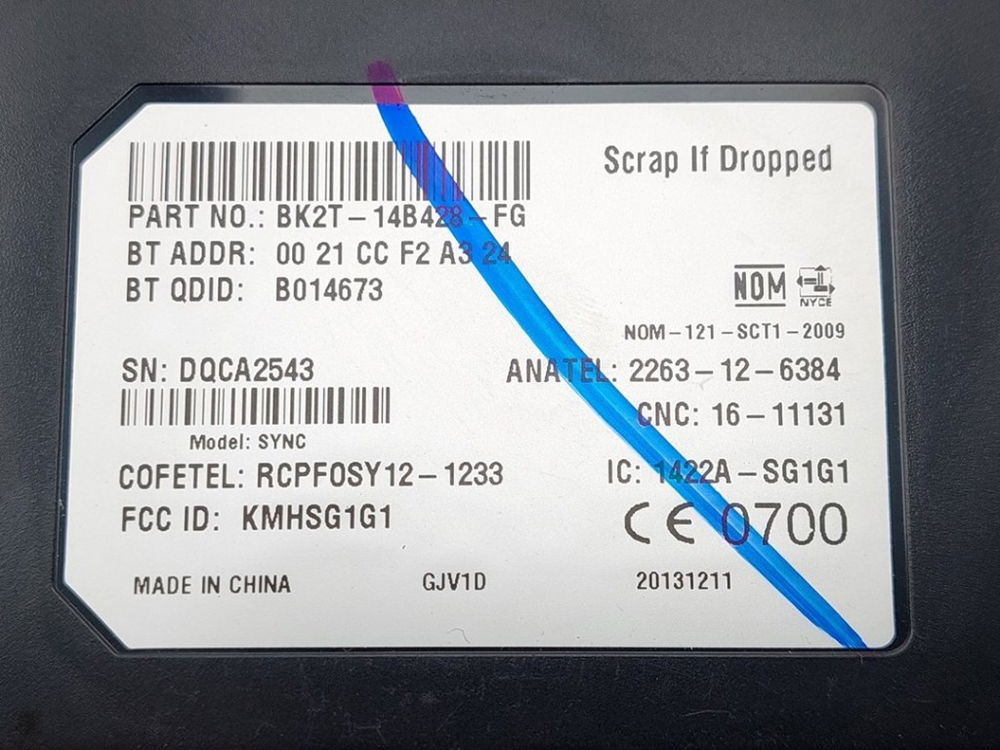 Scrap If Dropped
PART NO.: BK2T-14B428-FG
BT ADDR: 00 21 CC F2 A3 24
BT QDID: B014673
NOM NYCE
NOM-121-SCT1-2009
SN: DQCA2543
ANATEL: 2263-12-6384
CNC: 16-11131
Model: SYNC
COFETEL: RCPFOSY12-1233
IC: 1422A-SG1G1
FCC ID: KMHSG1G1
CE 0700
MADE IN CHINA GJV1D 20131211